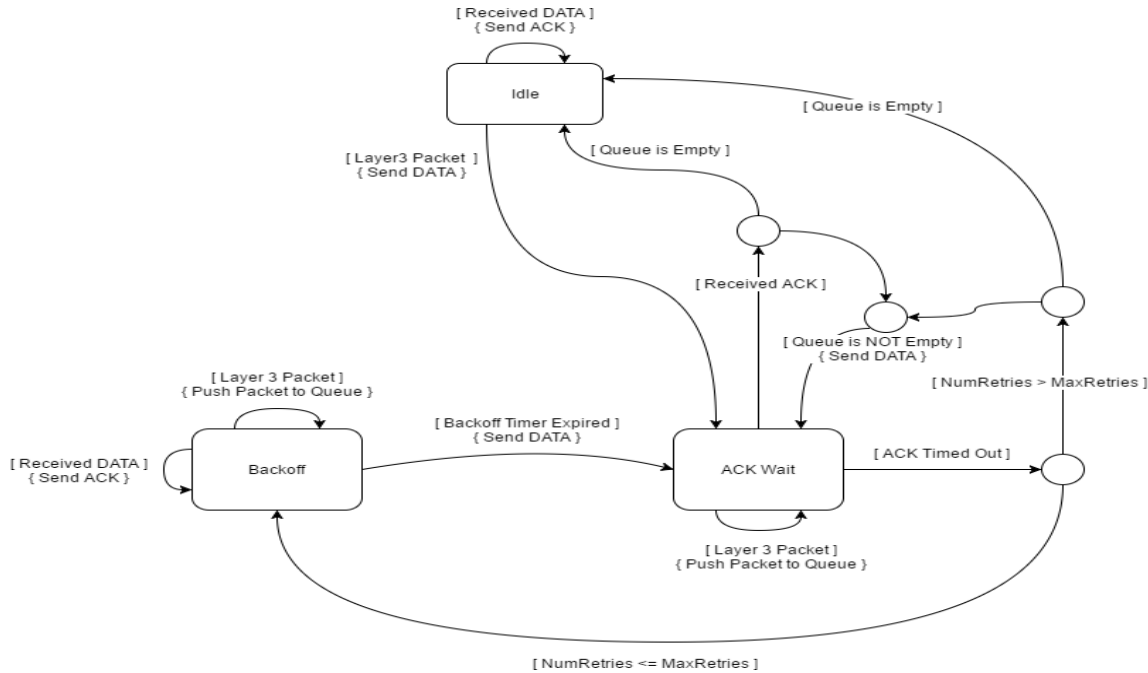 [ Received DATA ]
{ Send ACK }
Idle
[ Queue is Empty ]
[ Queue is Empty ]
[ Layer3 Packet  ]
{ Send DATA }
[ Received ACK ]
[ Queue is NOT Empty ]
{ Send DATA }
[ NumRetries > MaxRetries ]
[ Layer 3 Packet ]
{ Push Packet to Queue }
[ Backoff Timer Expired ]
{ Send DATA }
[ Received DATA ]
{ Send ACK }
Backoff
ACK Wait
[ ACK Timed Out ]
[ Layer 3 Packet ]
{ Push Packet to Queue }
[ NumRetries <= MaxRetries ]